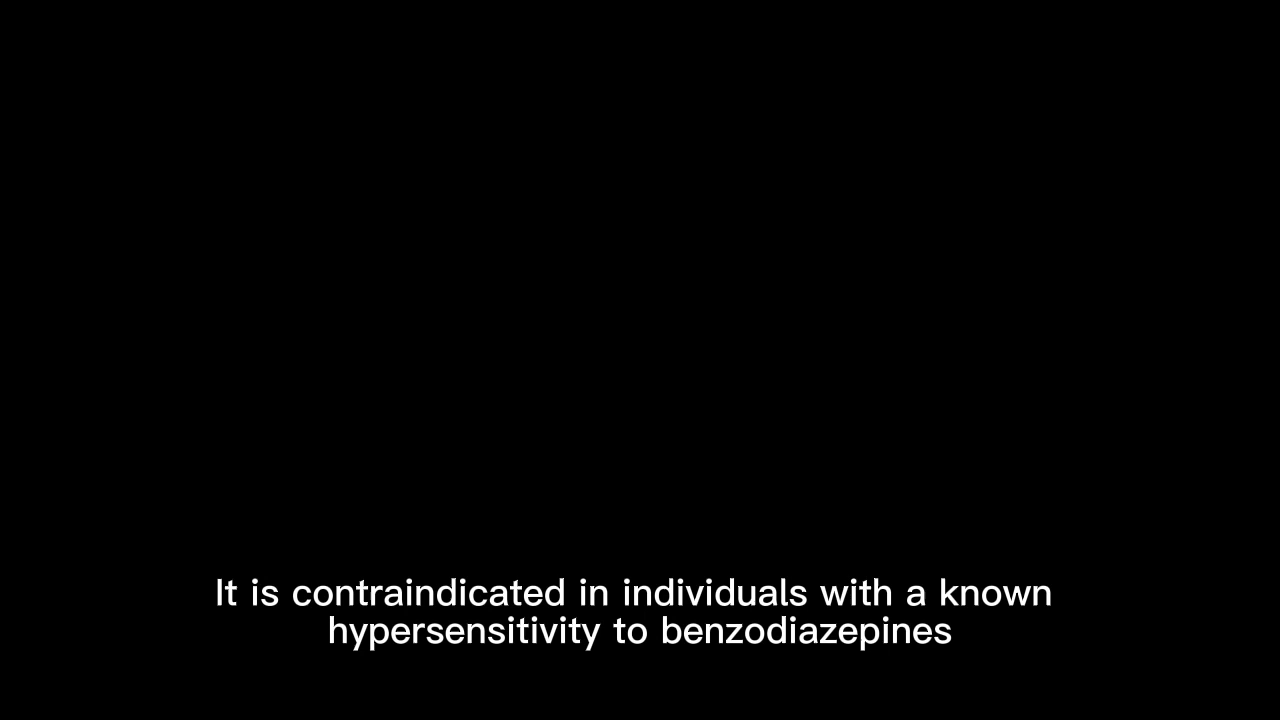 It is contraindicated in individuals with a known
hypersensitivity to benzodiazepines